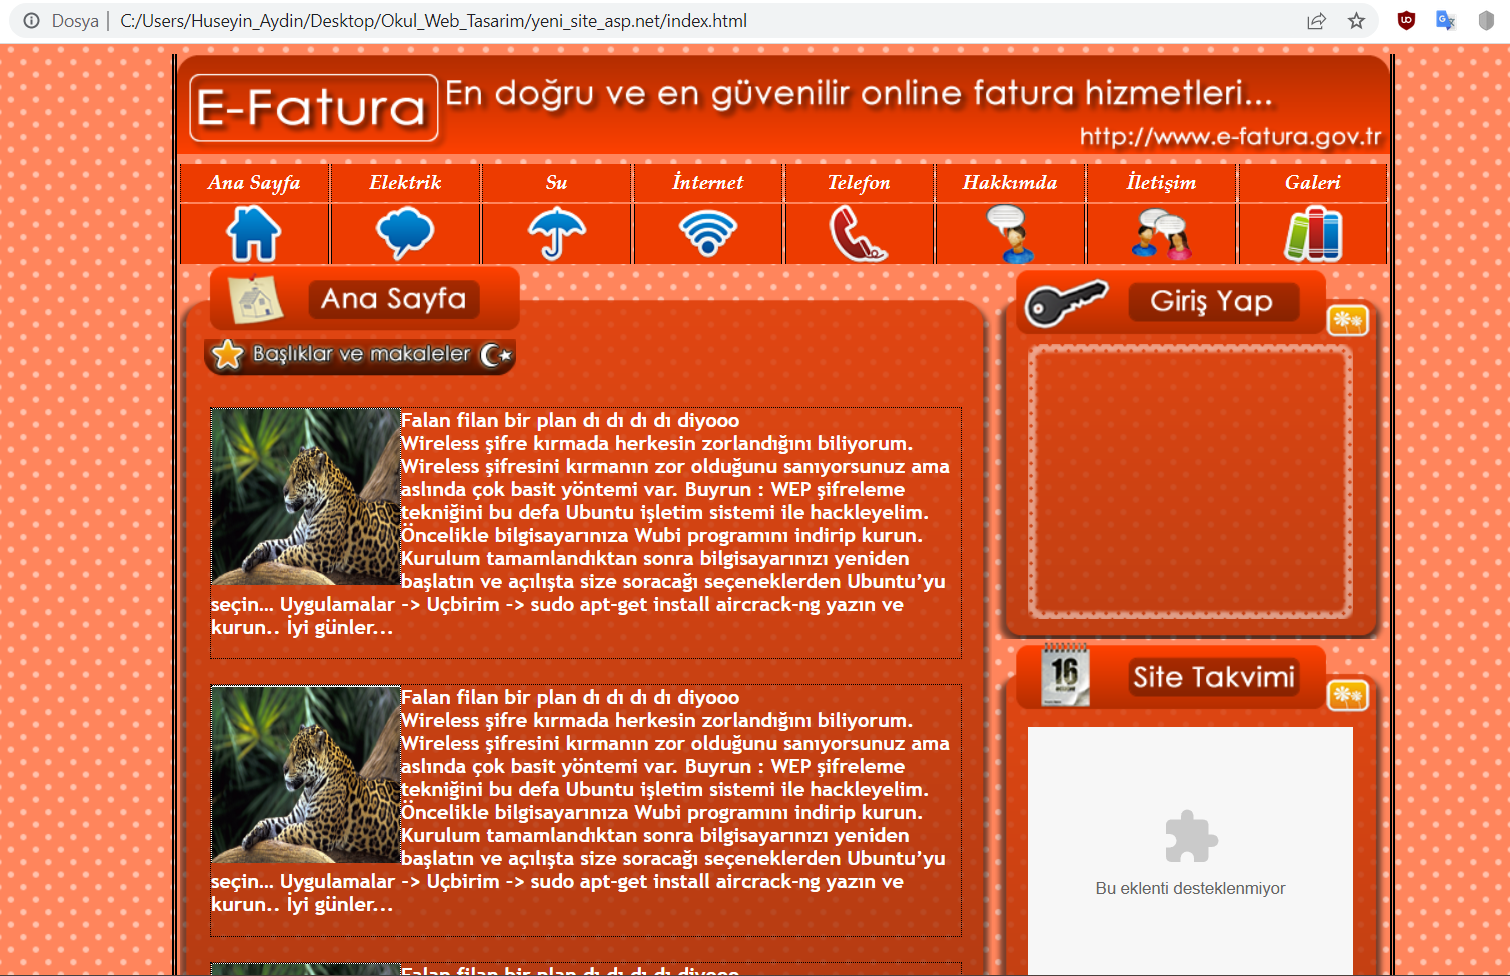 Dosya | C:/Users/Huseyin_Aydin/Desktop/Okul_Web_Tasarim/yeni_site_asp.net/index.html
E-Fatura
En doğru ve en güvenilir online fatura hizmetleri...
http://www.e-fatura.gov.tr
Ana Sayfa
Elektrik
Su
İnternet
Telefon
Hakkımda
İletişim
Galeri
Ana Sayfa
Başlıklar ve makaleler
Falan filan bir plan dı dı dı dı diyooo
Wireless şifre kırmada herkesin zorlandığını biliyorum.
Wireless şifresini kırmanın zor olduğunu sanıyorsunuz ama
aslında çok basit yöntemi var. Buyrun : WEP şifreleme
tekniğini bu defa Ubuntu işletim sistemi ile hackleyelim.
Öncelikle bilgisayarınıza Wubi programını indirip kurun.
Kurulum tamamlandıktan sonra bilgisayarınızı yeniden
başlatın ve açılışta size soracağı seçeneklerden Ubuntu’yu
seçin… Uygulamalar -> Uçbirim -> sudo apt-get install aircrack-ng yazın ve
kurun.. İyi günler...
Falan filan bir plan dı dı dı dı diyooo
Wireless şifre kırmada herkesin zorlandığını biliyorum.
Wireless şifresini kırmanın zor olduğunu sanıyorsunuz ama
aslında çok basit yöntemi var. Buyrun : WEP şifreleme
tekniğini bu defa Ubuntu işletim sistemi ile hackleyelim.
Öncelikle bilgisayarınıza Wubi programını indirip kurun.
Kurulum tamamlandıktan sonra bilgisayarınızı yeniden
başlatın ve açılışta size soracağı seçeneklerden Ubuntu’yu
seçin… Uygulamalar -> Uçbirim -> sudo apt-get install aircrack-ng yazın ve
kurun.. İyi günler...
Falan filan bir plan dı dı dı dı diyooo
Giriş Yap
16
Site Takvimi
Bu eklenti desteklenmiyor